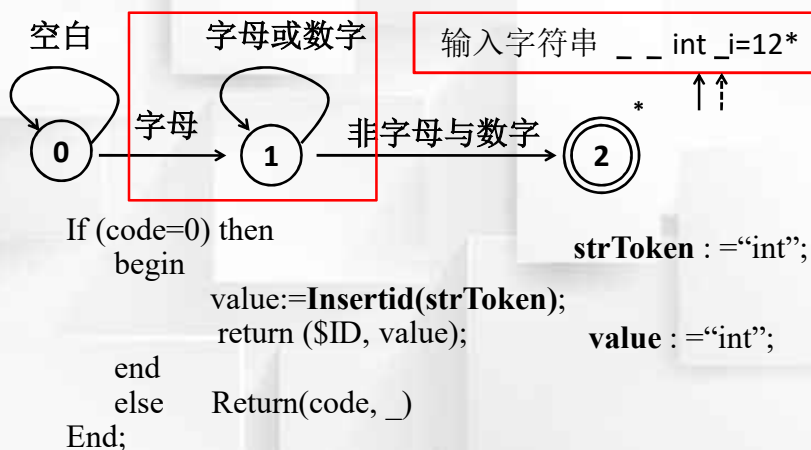 空白
字母或数字
输入字符串 _ _ int _i=12*
字母
非字母与数字
*
0
1
2
If (code=0) then
begin
strToken : =“int”;
value:=Insertid(strToken);
return ($ID, value);
value : =“int”;
end
else Return(code, _)
End;